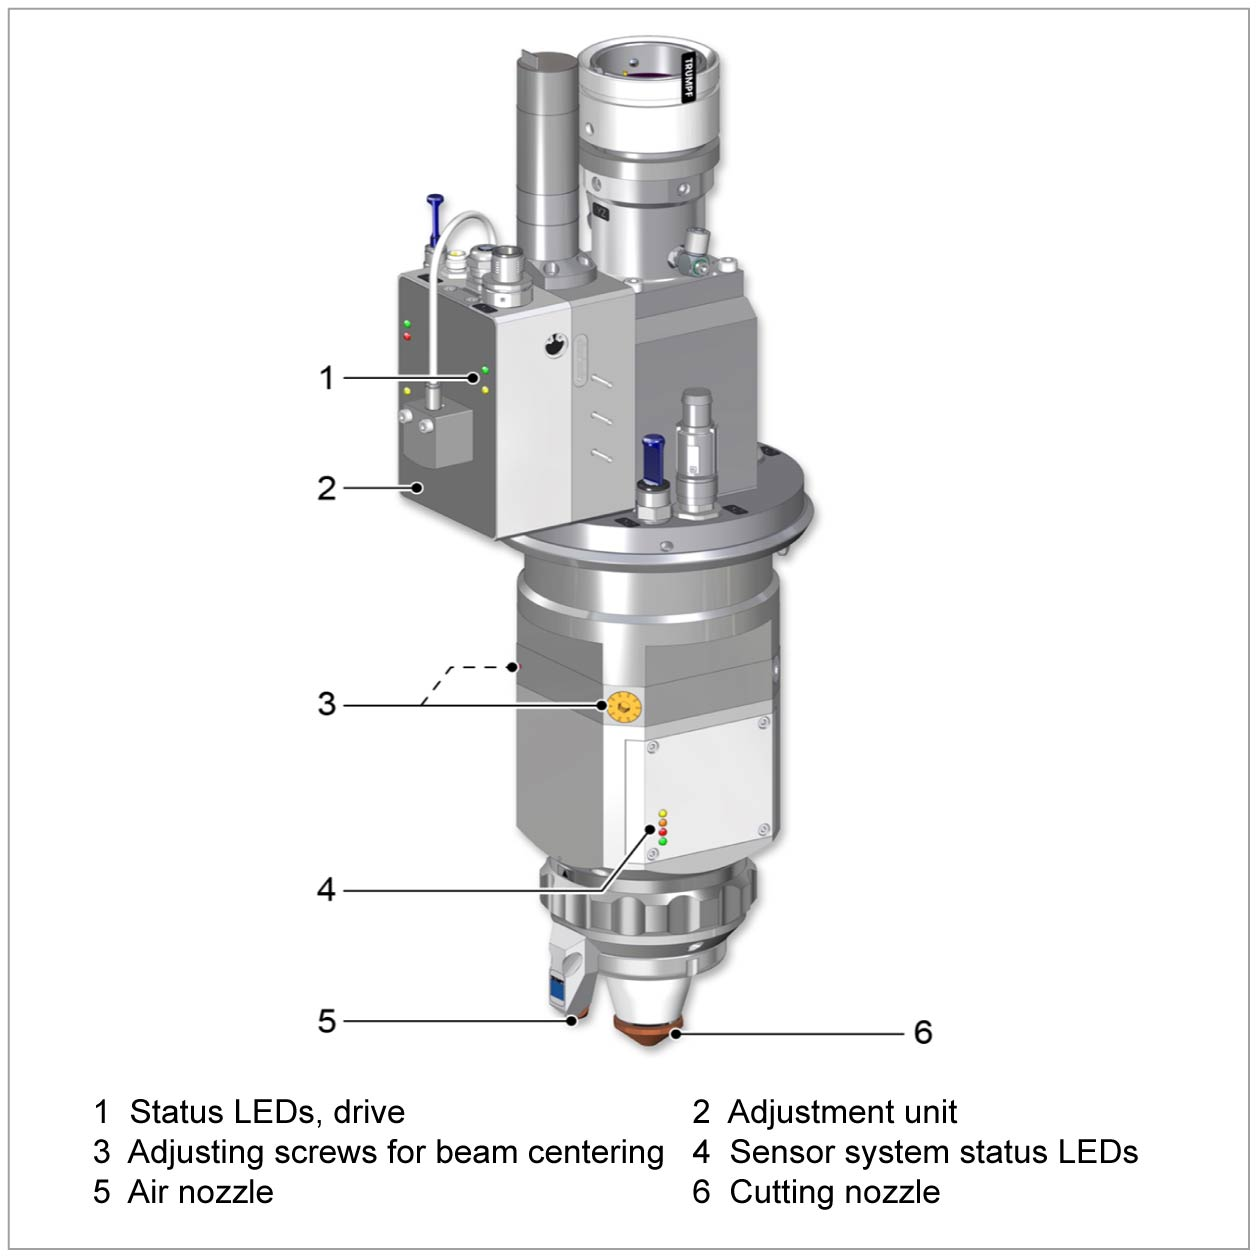 TRUMPF
1
2
3
4
5
6
1 Status LEDs, drive
2 Adjustment unit
3 Adjusting screws for beam centering
4 Sensor system status LEDs
5 Air nozzle
6 Cutting nozzle